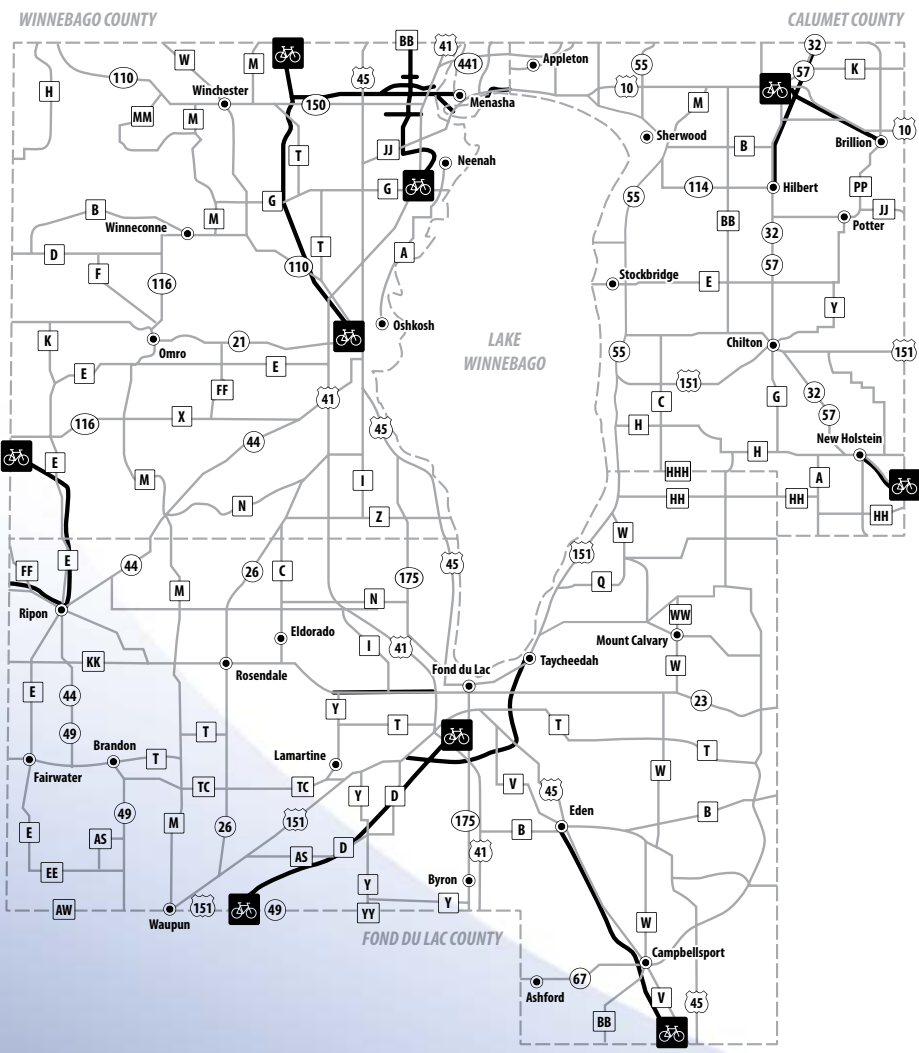 WINNEBAGO COUNTY
CALUMET COUNTY
BB
41
32
W
M
45
441
Appleton
55
57
K
110
H
Winchester
150
Menasha
10
M
MM
M
Sherwood
10
Brillion
T
JJ
Neenah
B
G
G
114
Hilbert
PP
B
M
55
BB
JJ
Winneconne
Potter
D
T
A
32
F
110
57
116
Stockbridge
E
Y
Oshkosh
K
21
LAKE
WINNEBAGO
Chilton
Omro
55
151
E
E
151
FF
41
C
G
32
116
X
45
57
44
H
New Holstein
E
H
M
I
HHH
A
N
HH
HH
Z
HH
W
151
E
44
26
C
45
FF
175
Q
M
N
WW
Ripon
Eldorado
Mount Calvary
I
41
Taycheedah
KK
Fond du Lac
W
Rosendale
E
44
23
Y
T
T
49
T
T
Brandon
T
Lamartine
W
Fairwater
V
45
TC
TC
Y
D
49
B
Eden
E
M
26
151
175
B
AS
D
41
AS
EE
Byron
Y
AW
151
49
Y
YY
W
Waupun
FOND DU LAC COUNTY
Campbellsport
67
Ashford
V
45
BB